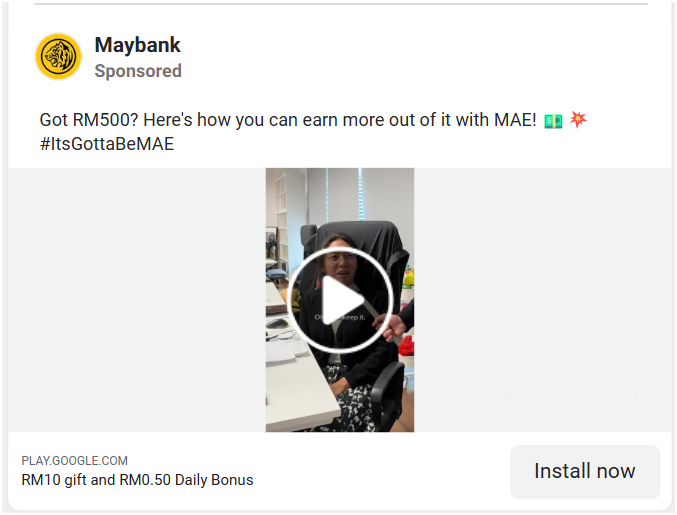 Maybank
Sponsored
Got RM500? Here's how you can earn more out of it with MAE! 💵 💥
#ItsGottaBeMAE
keep it.
PLAY.GOOGLE.COM
RM10 gift and RM0.50 Daily Bonus
Install now